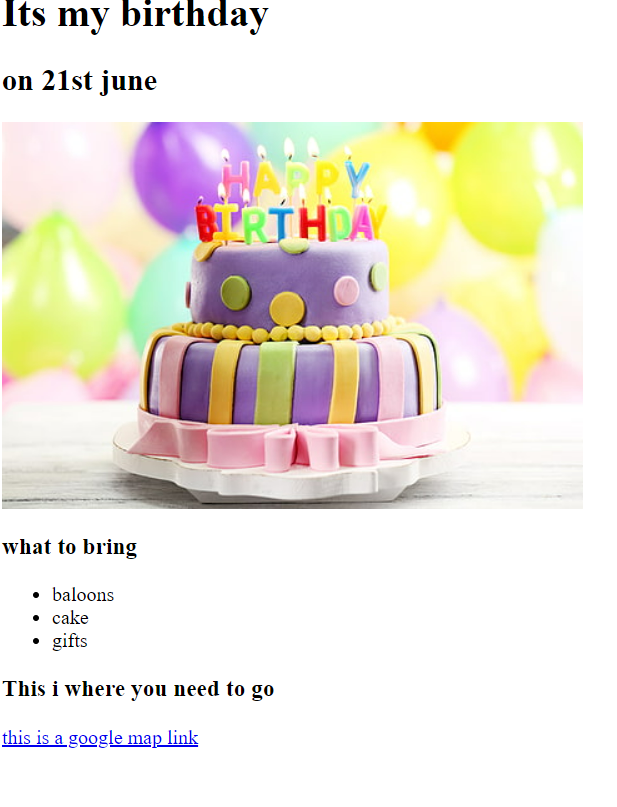 Its my birthday
on 21st june
HAPPY
BIRTHDAY
what to bring
baloons
cake
gifts
This i where you need to go
this is a google map link